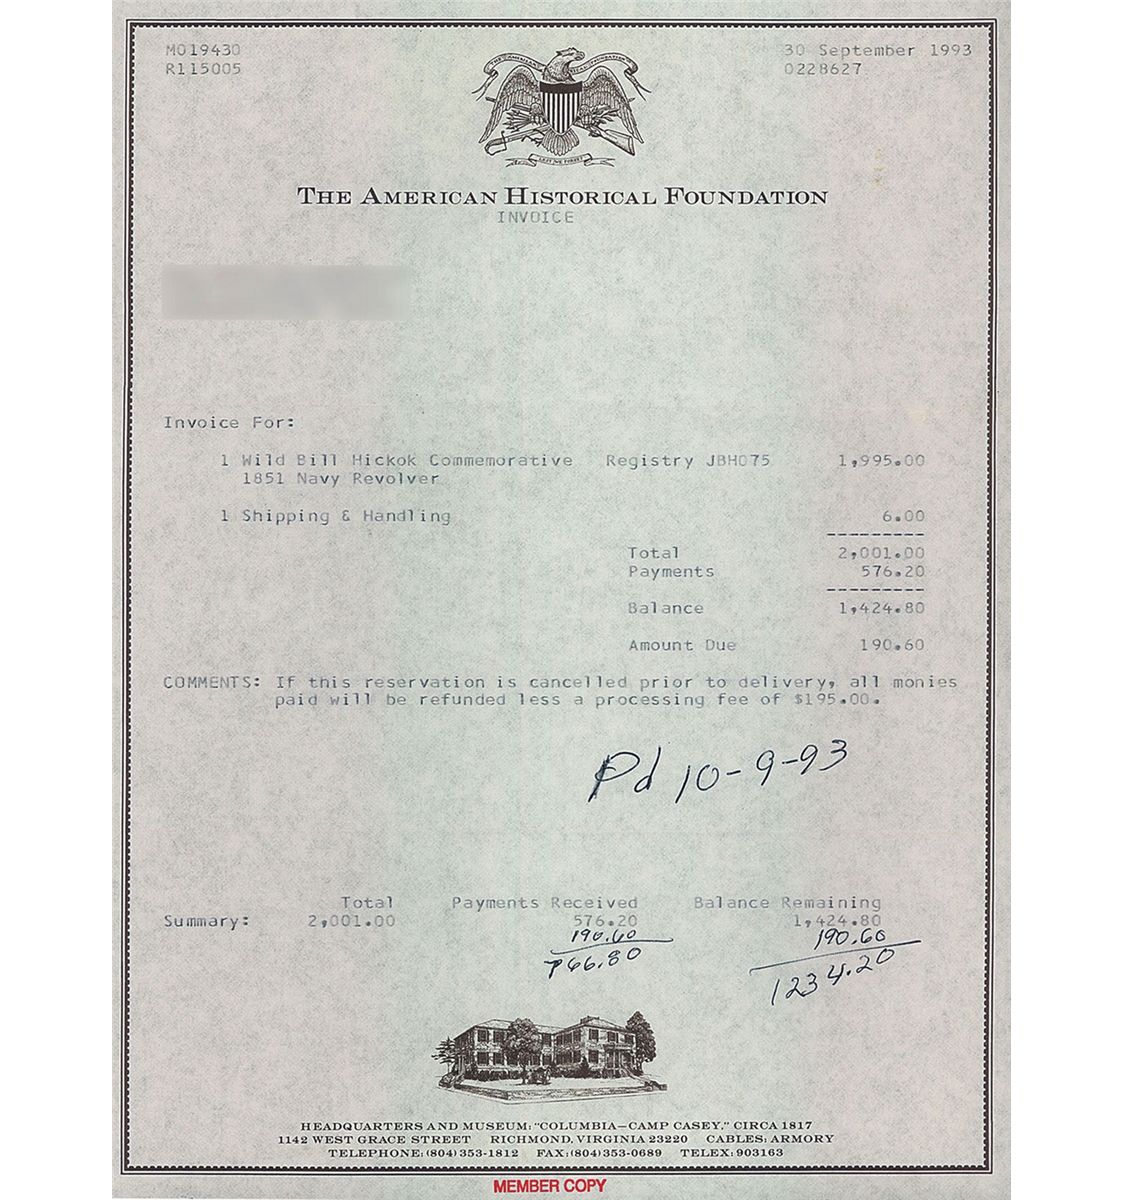 M019430
30 September 1993
R115005
0228627
LEST WE FORGET
THE AMERICAN HISTORICAL FOUNDATION
INVOICE
Invoice For:
1 Wild Bill Hickok Commemorative Registry JBH075 1,995.00
1851 Navy Revolver
1 Shipping & Handling 6.00
Total 2,001.00
Payments 576.20
Balance 1,424.80
Amount Due 190.60
COMMENTS: If this reservation is cancelled prior to delivery, all monies
paid will be refunded less a processing fee of $195.00.
Pd 10-9-93
Total Payments Received Balance Remaining
Summary: 2,001.00 576.20 1,424.80
190.60 190.60
766.80 1234.20
HEADQUARTERS AND MUSEUM: "COLUMBIA—CAMP CASEY," CIRCA 1817
1142 WEST GRACE STREET RICHMOND, VIRGINIA 23220 CABLES: ARMORY
TELEPHONE: (804) 353-1812 FAX: (804) 353-0689 TELEX: 903163
MEMBER COPY